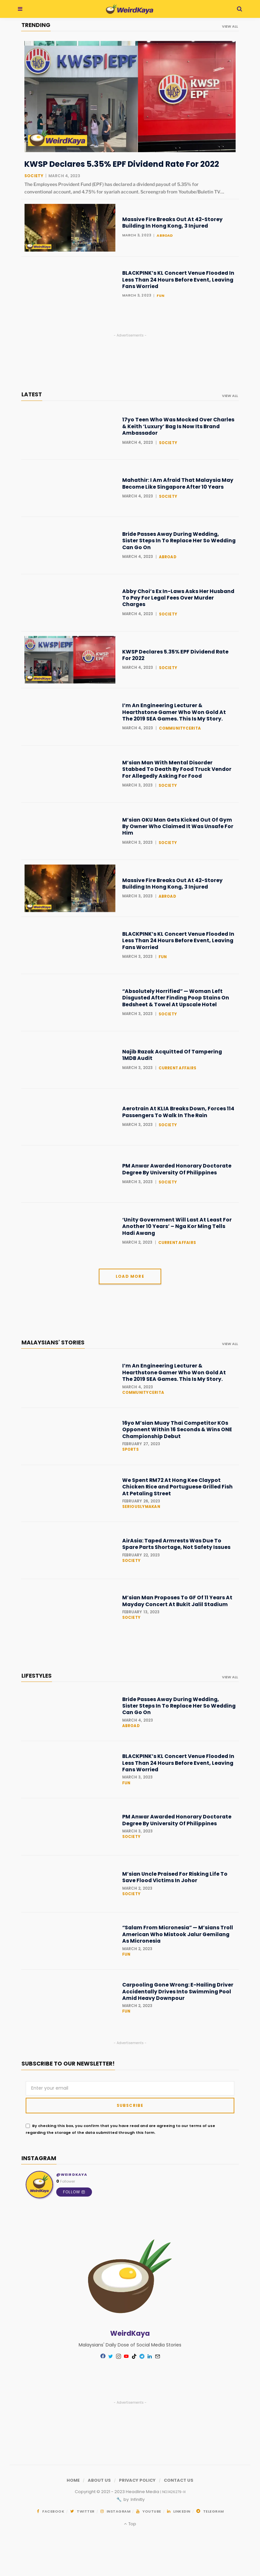 WeirdKaya
TRENDING
VIEW ALL
KWSP|EPF
KWSP
EPF
WeirdKaya
KWSP Declares 5.35% EPF Dividend Rate For 2022
SOCIETY | MARCH 4, 2023
The Employees Provident Fund (EPF) has declared a dividend payout of 5.35% for
conventional account, and 4.75% for syariah account. Screengrab from Youtube/Buletin TV...
Massive Fire Breaks Out At 42-Storey
Building In Hong Kong, 3 Injured
MARCH 3, 2023 | ABROAD
BLACKPINK's KL Concert Venue Flooded In
Less Than 24 Hours Before Event, Leaving
Fans Worried
MARCH 3, 2023 | FUN
- Advertisements -
LATEST
VIEW ALL
17yo Teen Who Was Mocked Over Charles
& Keith 'Luxury' Bag Is Now Its Brand
Ambassador
MARCH 4, 2023 | SOCIETY
Mahathir: I Am Afraid That Malaysia May
Become Like Singapore After 10 Years
MARCH 4, 2023 | SOCIETY
Bride Passes Away During Wedding,
Sister Steps In To Replace Her So Wedding
Can Go On
MARCH 4, 2023 | ABROAD
Abby Choi's Ex In-Laws Asks Her Husband
To Pay For Legal Fees Over Murder
Charges
MARCH 4, 2023 | SOCIETY
KWSP Declares 5.35% EPF Dividend Rate
For 2022
MARCH 4, 2023 | SOCIETY
I'm An Engineering Lecturer &
Hearthstone Gamer Who Won Gold At
The 2019 SEA Games. This Is My Story.
MARCH 4, 2023 | COMMUNITYCERITA
M'sian Man With Mental Disorder
Stabbed To Death By Food Truck Vendor
For Allegedly Asking For Food
MARCH 3, 2023 | SOCIETY
M'sian OKU Man Gets Kicked Out Of Gym
By Owner Who Claimed It Was Unsafe For
Him
MARCH 3, 2023 | SOCIETY
Massive Fire Breaks Out At 42-Storey
Building In Hong Kong, 3 Injured
MARCH 3, 2023 | ABROAD
BLACKPINK's KL Concert Venue Flooded In
Less Than 24 Hours Before Event, Leaving
Fans Worried
MARCH 3, 2023 | FUN
"Absolutely Horrified" — Woman Left
Disgusted After Finding Poop Stains On
Bedsheet & Towel At Upscale Hotel
MARCH 3, 2023 | SOCIETY
Najib Razak Acquitted Of Tampering
1MDB Audit
MARCH 3, 2023 | CURRENT AFFAIRS
Aerotrain At KLIA Breaks Down, Forces 114
Passengers To Walk In The Rain
MARCH 3, 2023 | SOCIETY
PM Anwar Awarded Honorary Doctorate
Degree By University Of Philippines
MARCH 3, 2023 | SOCIETY
'Unity Government Will Last At Least For
Another 10 Years' – Nga Kor Ming Tells
Hadi Awang
MARCH 2, 2023 | CURRENT AFFAIRS
LOAD MORE
MALAYSIANS' STORIES
VIEW ALL
I'm An Engineering Lecturer &
Hearthstone Gamer Who Won Gold At
The 2019 SEA Games. This Is My Story.
MARCH 4, 2023
COMMUNITYCERITA
16yo M'sian Muay Thai Competitor KOs
Opponent Within 16 Seconds & Wins ONE
Championship Debut
FEBRUARY 27, 2023
SPORTS
We Spent RM72 At Hong Kee Claypot
Chicken Rice and Portuguese Grilled Fish
At Petaling Street
FEBRUARY 26, 2023
SERIOUSLYMAKAN
AirAsia: Taped Armrests Was Due To
Spare Parts Shortage, Not Safety Issues
FEBRUARY 22, 2023
SOCIETY
M'sian Man Proposes To GF Of 11 Years At
Mayday Concert At Bukit Jalil Stadium
FEBRUARY 13, 2023
SOCIETY
LIFESTYLES
VIEW ALL
Bride Passes Away During Wedding,
Sister Steps In To Replace Her So Wedding
Can Go On
MARCH 4, 2023
ABROAD
BLACKPINK's KL Concert Venue Flooded In
Less Than 24 Hours Before Event, Leaving
Fans Worried
MARCH 3, 2023
FUN
PM Anwar Awarded Honorary Doctorate
Degree By University Of Philippines
MARCH 3, 2023
SOCIETY
M'sian Uncle Praised For Risking Life To
Save Flood Victims In Johor
MARCH 2, 2023
SOCIETY
"Salam From Micronesia" — M'sians Troll
American Who Mistook Jalur Gemilang
As Micronesia
MARCH 2, 2023
FUN
Carpooling Gone Wrong: E-Hailing Driver
Accidentally Drives Into Swimming Pool
Amid Heavy Downpour
MARCH 2, 2023
FUN
- Advertisements -
SUBSCRIBE TO OUR NEWSLETTER!
Enter your email
SUBSCRIBE
By checking this box, you confirm that you have read and are agreeing to our terms of use
regarding the storage of the data submitted through this form.
INSTAGRAM
WeirdKaya
@WEIRDKAYA
FOLLOW
WeirdKaya
Malaysians' Daily Dose of Social Media Stories
- Advertisements -
HOME / ABOUT US / PRIVACY POLICY / CONTACT US
FACEBOOK
TWITTER
INSTAGRAM
YOUTUBE
LINKEDIN
TELEGRAM
Top